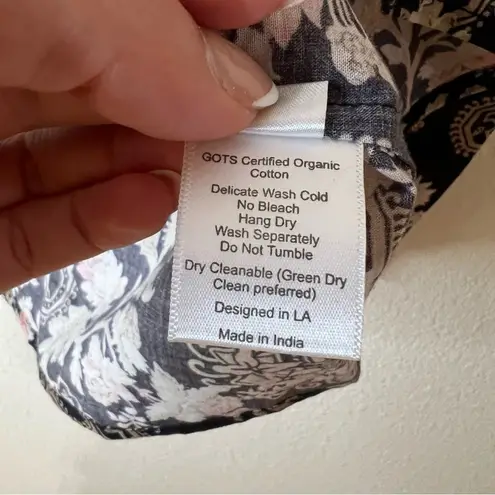 GOTS Certified Organic
Cotton
Delicate Wash Cold
No Bleach
Hang Dry
Wash Separately
Do Not Tumble
Dry Cleanable (Green Dry
Clean preferred)
Designed in LA
Made in India